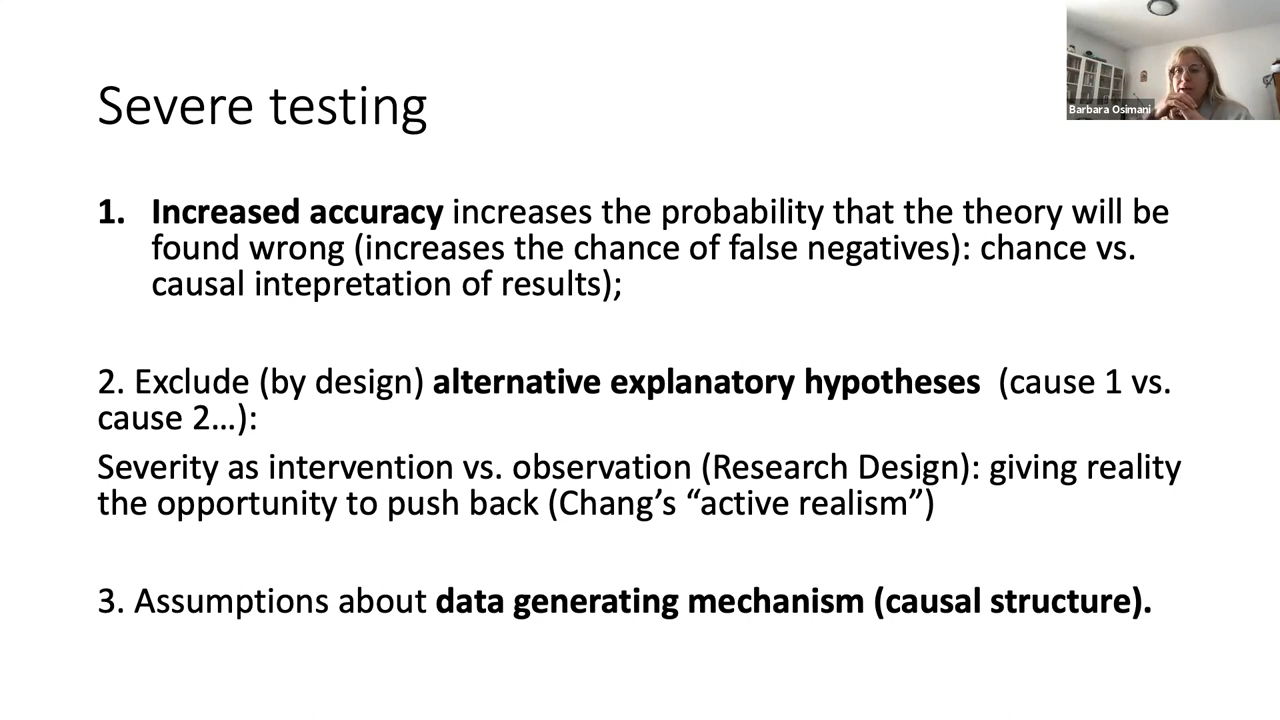 Barbara Osimani
Severe testing
1. Increased accuracy increases the probability that the theory will be
found wrong (increases the chance of false negatives): chance vs.
causal intepretation of results);
2. Exclude (by design) alternative explanatory hypotheses (cause 1 vs.
cause 2…):
Severity as intervention vs. observation (Research Design): giving reality
the opportunity to push back (Chang’s “active realism”)
3. Assumptions about data generating mechanism (causal structure).